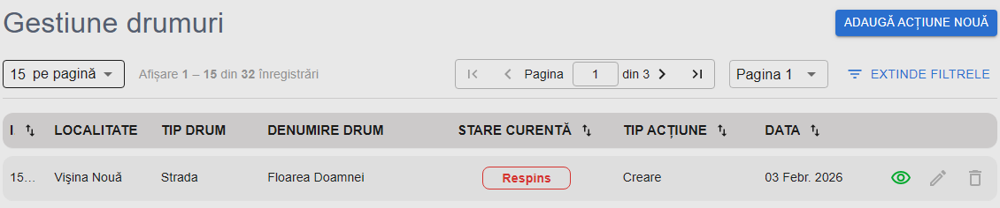 Gestiune drumuri
ADAUGĂ ACȚIUNE NOUĂ
15 pe pagină
Afișare 1 – 15 din 32 înregistrări
Pagina 1 din 3
Pagina 1
EXTINDE FILTRELE
I. LOCALITATE TIP DRUM DENUMIRE DRUM STARE CURENTĂ TIP ACȚIUNE DATA
15… Vișina Nouă Strada Floarea Doamnei Respins Creare 03 Febr. 2026